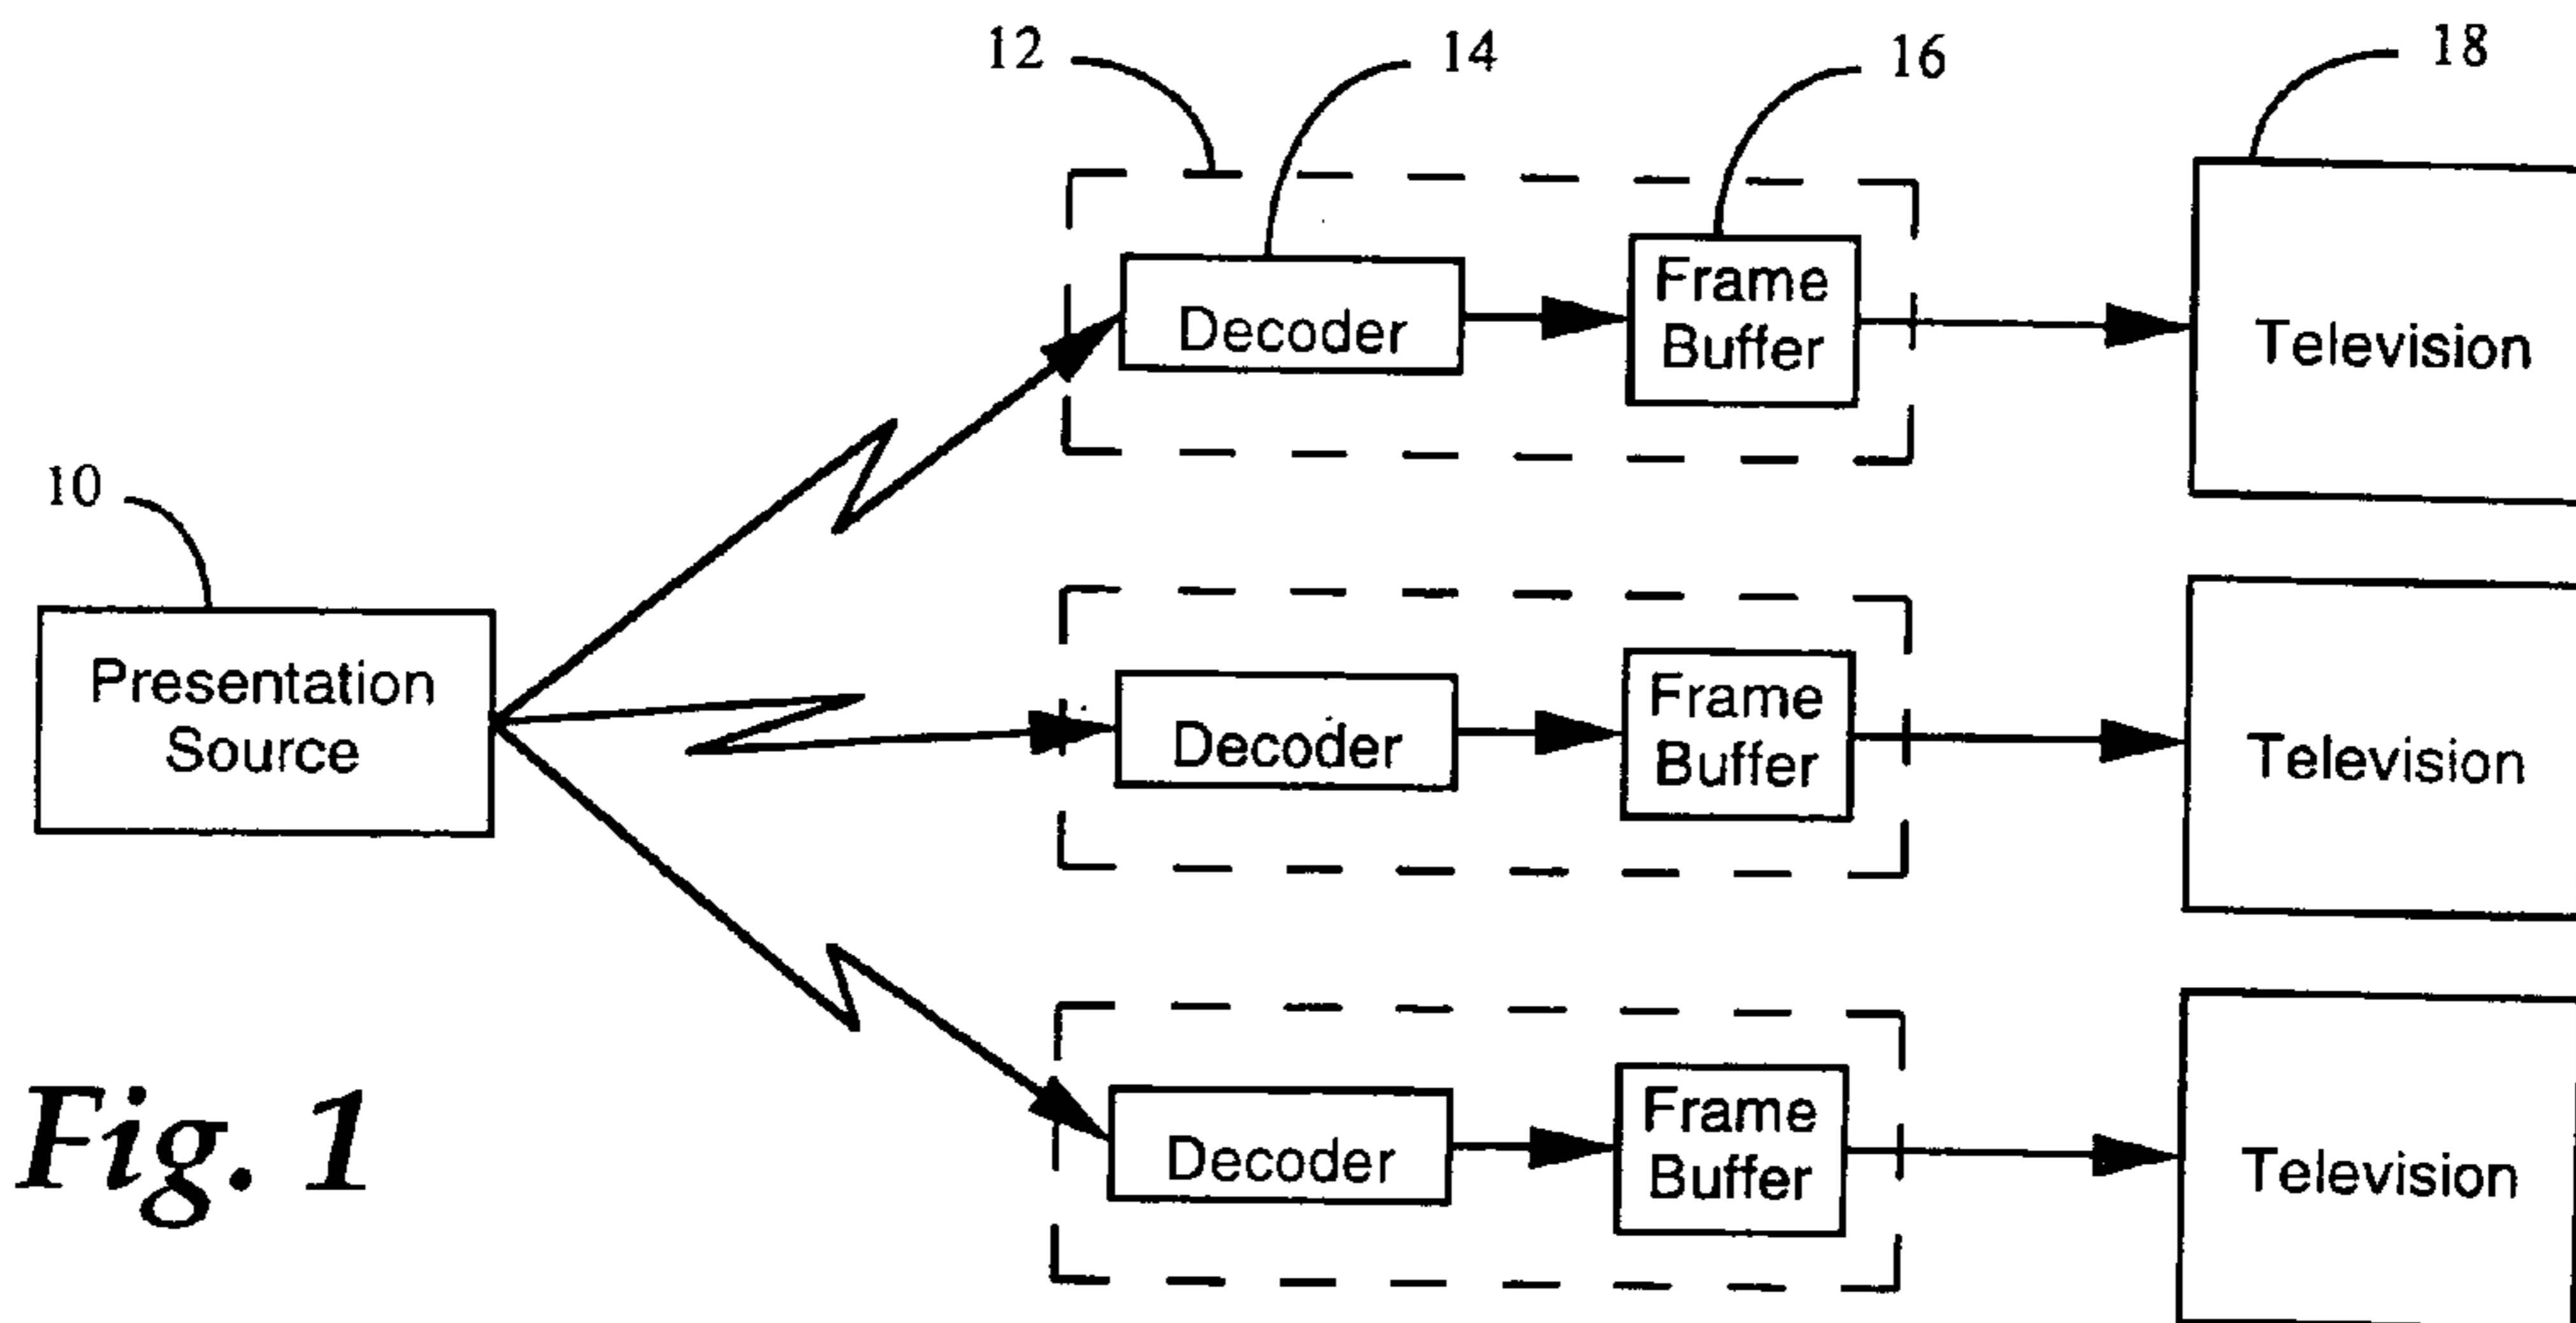 12
14
16
18
Decoder
Frame
Buffer
Television
10
Presentation
Source
Decoder
Frame
Buffer
Television
Decoder
Frame
Buffer
Television
Fig. 1